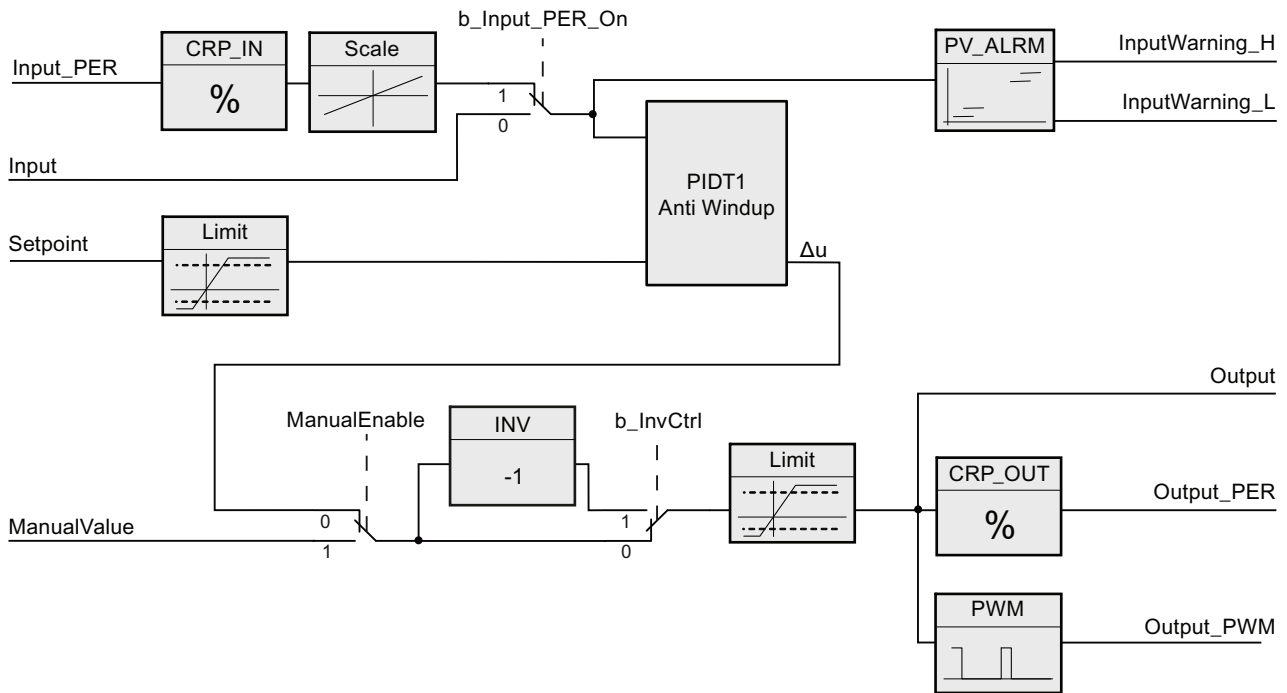 b_Input_PER_On
CRP_IN
Scale
PV_ALRM
InputWarning_H
Input_PER
%
1
0
InputWarning_L
Input
PIDT1
Anti Windup
Setpoint
Limit
Δu
Output
ManualEnable
INV
b_InvCtrl
-1
Limit
CRP_OUT
Output_PER
%
0
1
ManualValue
1
0
PWM
Output_PWM